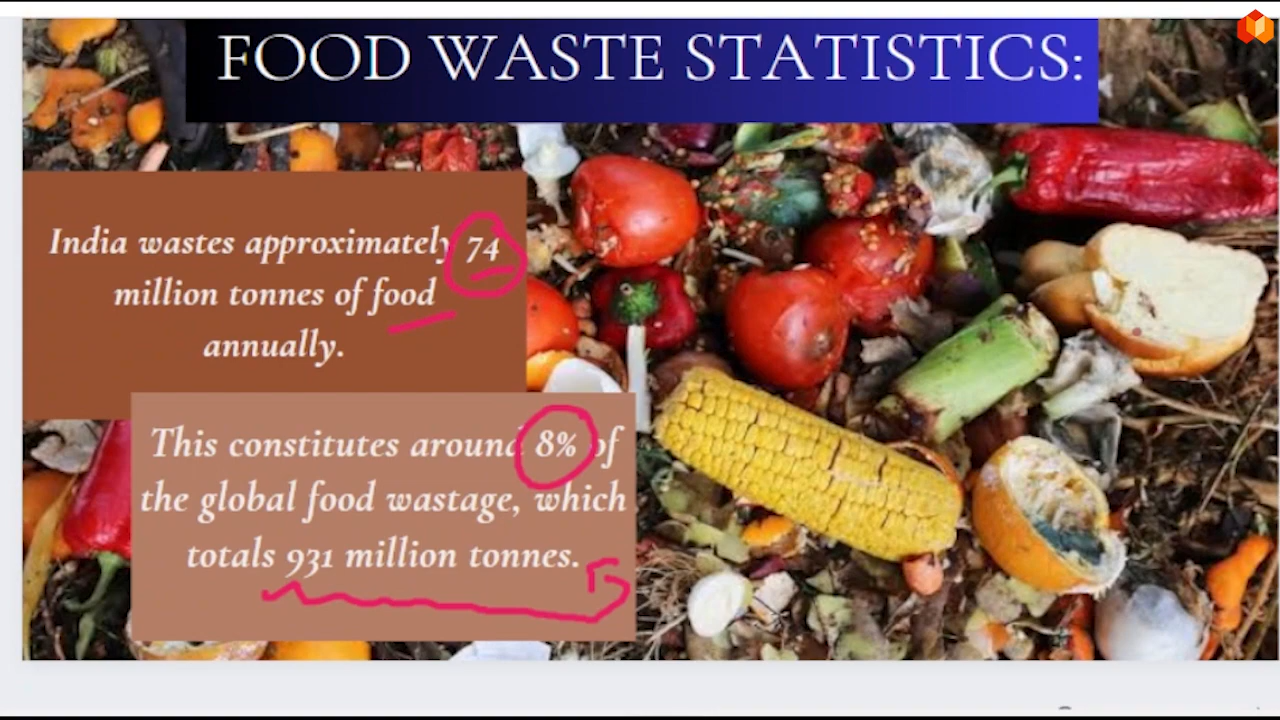 FOOD WASTE STATISTICS:
India wastes approximately 74
million tonnes of food
annually.
This constitutes around 8% of
the global food wastage, which
totals 931 million tonnes.